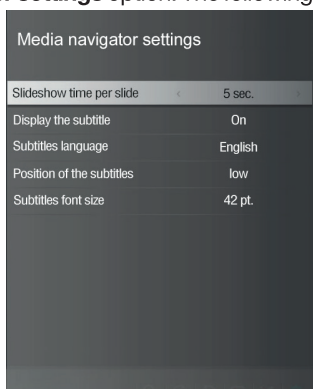 settings option. The following
Media navigator settings
Slideshow time per slide < 5 sec. >
Display the subtitle On
Subtitles language English
Position of the subtitles low
Subtitles font size 42 pt.